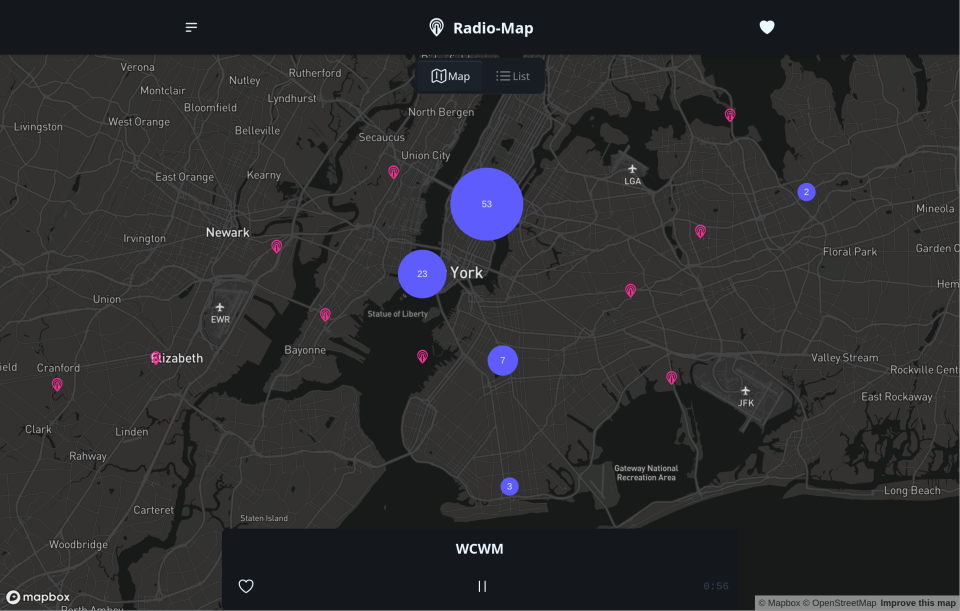 Radio-Map
Map
List
Verona
Nutley
Rutherford
Montclair
Lyndhurst
Bloomfield
North Bergen
West Orange
Livingston
Belleville
Secaucus
Union City
East Orange
Kearny
LGA
53
2
Mineola
Newark
Irvington
Floral Park
Garden C
23
York
Hem
Union
EWR
Statue of Liberty
Bayonne
7
Elizabeth
Valley Stream
ield
Cranford
Rockville Cent
JFK
East Rockaway
Clark
Linden
Rahway
Gateway National
Recreation Area
3
Long Beach
Carteret
Staten Island
Woodbridge
WCWM
0:56
mapbox
© Mapbox © OpenStreetMap Improve this map
Perth Amboy